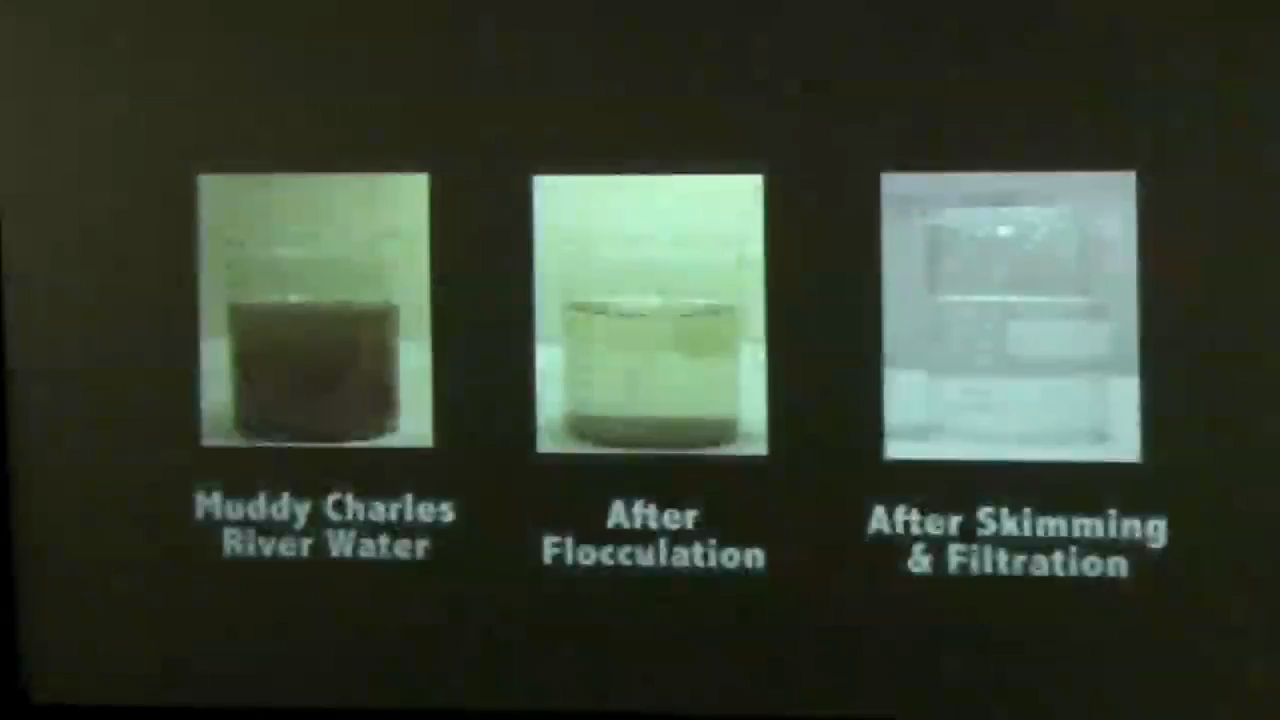 Muddy Charles
River Water
After
Flocculation
After Skimming
& Filtration